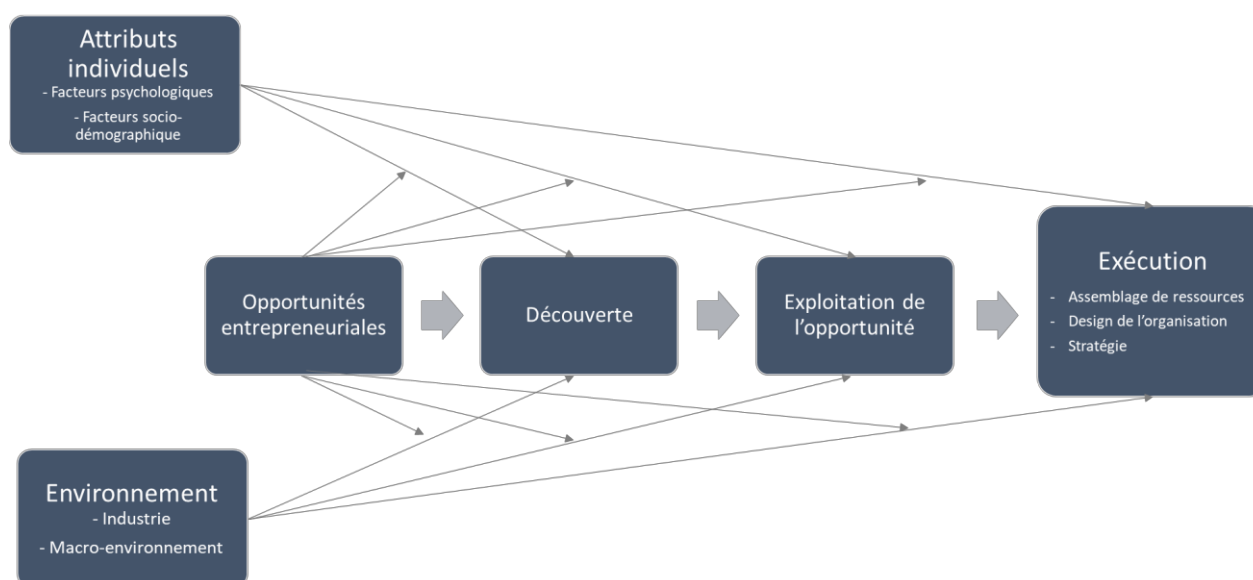 Attributs
individuels
- Facteurs psychologiques
- Facteurs socio-
démographique
Opportunités
entrepreneuriales
Découverte
Exploitation de
l'opportunité
Exécution
- Assemblage de ressources
- Design de l'organisation
- Stratégie
Environnement
- Industrie
- Macro-environnement